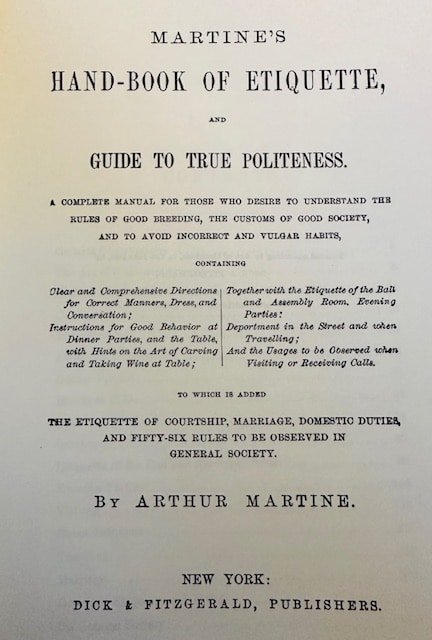 MARTINE'S
HAND-BOOK OF ETIQUETTE,
AND
GUIDE TO TRUE POLITENESS.
A COMPLETE MANUAL FOR THOSE WHO DESIRE TO UNDERSTAND THE
RULES OF GOOD BREEDING, THE CUSTOMS OF GOOD SOCIETY,
AND TO AVOID INCORRECT AND VULGAR HABITS,
CONTAINING
Clear and Comprehensive Directions
for Correct Manners, Dress, and
Conversation;
Instructions for Good Behavior at
Dinner Parties, and the Table,
with Hints on the Art of Carving
and Taking Wine at Table;
Together with the Etiquette of the Ball
and Assembly Room, Evening
Parties:
Deportment in the Street and when
Travelling;
And the Usages to be Observed when
Visiting or Receiving Calls.
TO WHICH IS ADDED
THE ETIQUETTE OF COURTSHIP, MARRIAGE, DOMESTIC DUTIES,
AND FIFTY-SIX RULES TO BE OBSERVED IN
GENERAL SOCIETY.
BY ARTHUR MARTINE.
NEW YORK:
DICK & FITZGERALD, PUBLISHERS.